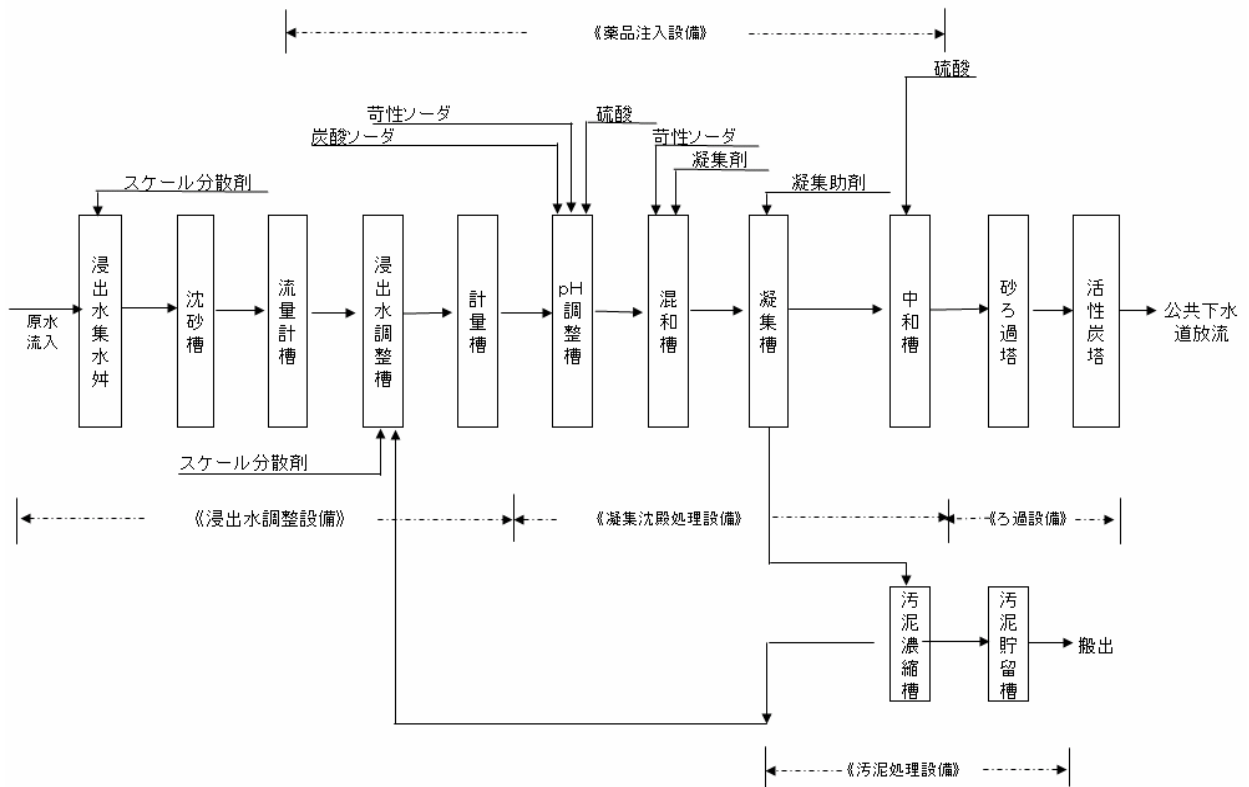 《薬品注入設備》
硫酸
苛性ソーダ
硫酸
炭酸ソーダ
苛性ソーダ
凝集剤
スケール分散剤
凝集助剤
原水
流入
浸出水集水舛
沈砂槽
流量計槽
浸出水調整槽
計量槽
pH調整槽
混和槽
凝集槽
中和槽
砂ろ過塔
活性炭塔
公共下水
道放流
スケール分散剤
《浸出水調整設備》
《凝集沈殿処理設備》
《ろ過設備》
汚泥濃縮槽
汚泥貯留槽
搬出
《汚泥処理設備》